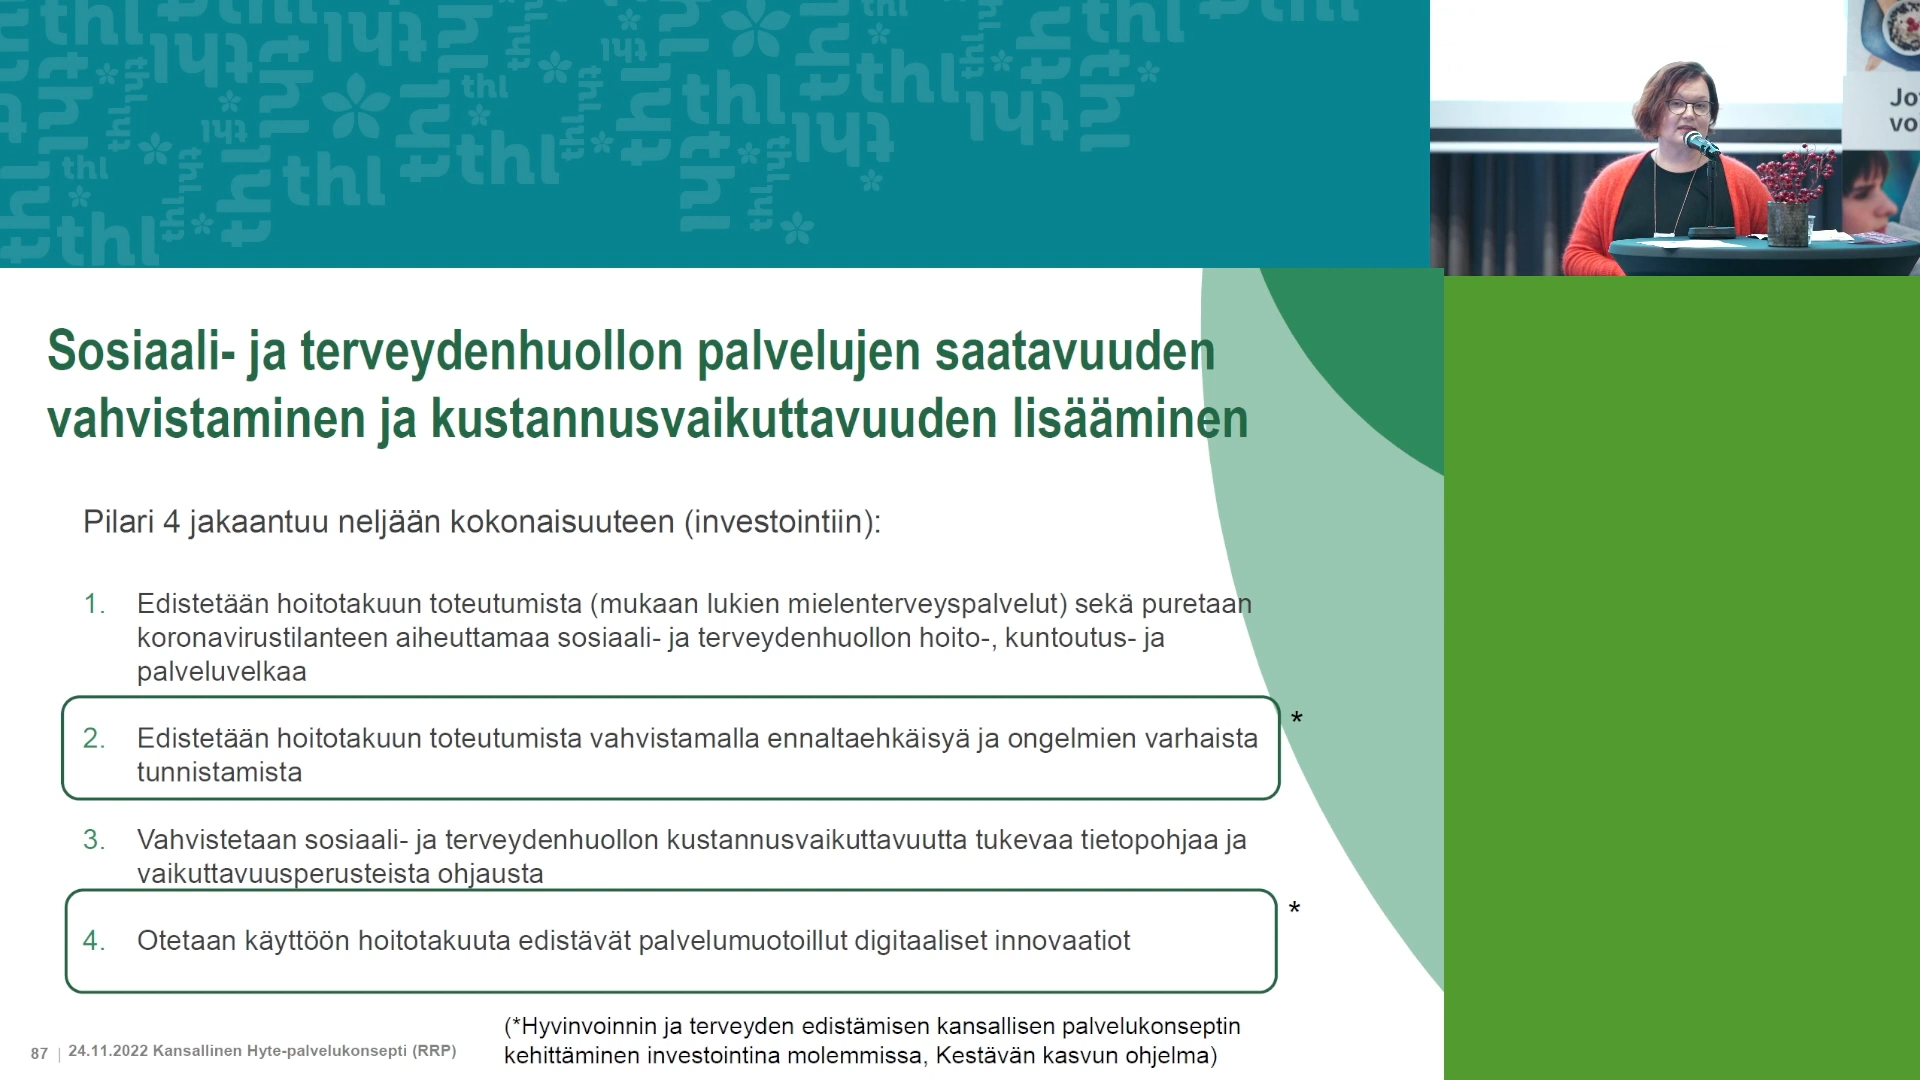 Sosiaali- ja terveydenhuollon palvelujen saatavuuden
vahvistaminen ja kustannusvaikuttavuuden lisääminen
Pilari 4 jakaantuu neljään kokonaisuuteen (investointiin):
1. Edistetään hoitotakuun toteutumista (mukaan lukien mielenterveyspalvelut) sekä puretaan
koronavirustilanteen aiheuttamaa sosiaali- ja terveydenhuollon hoito-, kuntoutus- ja
palveluvelkaa
*
2. Edistetään hoitotakuun toteutumista vahvistamalla ennaltaehkäisyä ja ongelmien varhaista
tunnistamista
3. Vahvistetaan sosiaali- ja terveydenhuollon kustannusvaikuttavuutta tukevaa tietopohjaa ja
vaikuttavuusperusteista ohjausta
*
4. Otetaan käyttöön hoitotakuuta edistävät palvelumuotoillut digitaaliset innovaatiot
(*Hyvinvoinnin ja terveyden edistämisen kansallisen palvelukonseptin
kehittäminen investointina molemmissa, Kestävän kasvun ohjelma)
87 | 24.11.2022 Kansallinen Hyte-palvelukonsepti (RRP)
thl